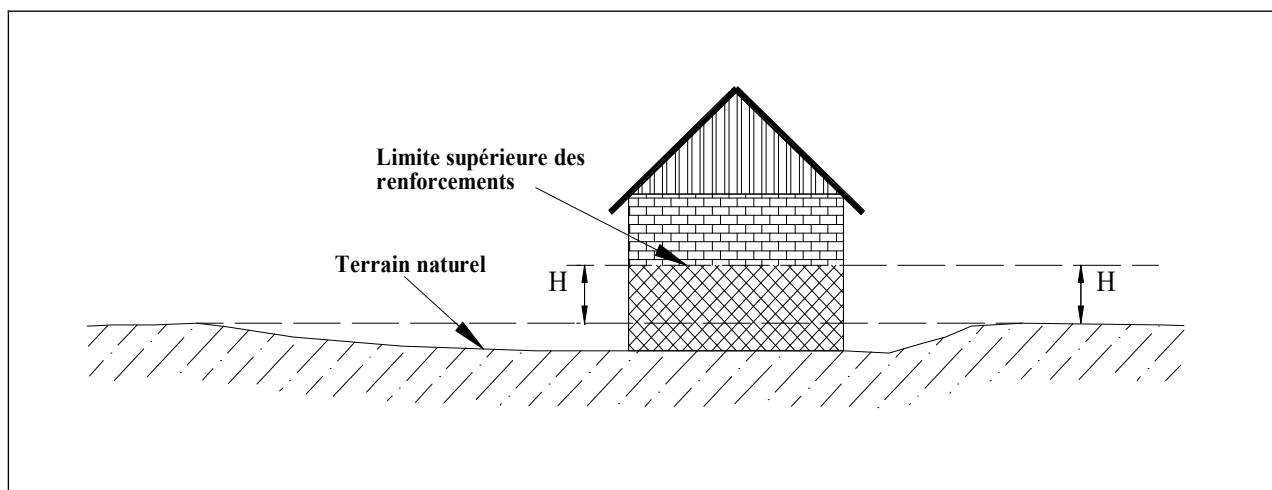 Limite supérieure des
renforcements
Terrain naturel
H
H